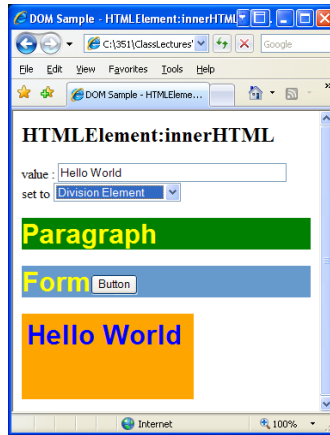 DOM Sample - HTMLElement:innerHTML
C:\351\ClassLectures'
Google
File Edit View Favorites Tools Help
DOM Sample - HTMLEleme...
HTMLElement:innerHTML
value : Hello World
set to Division Element
Paragraph
Form Button
Hello World
Internet 100%